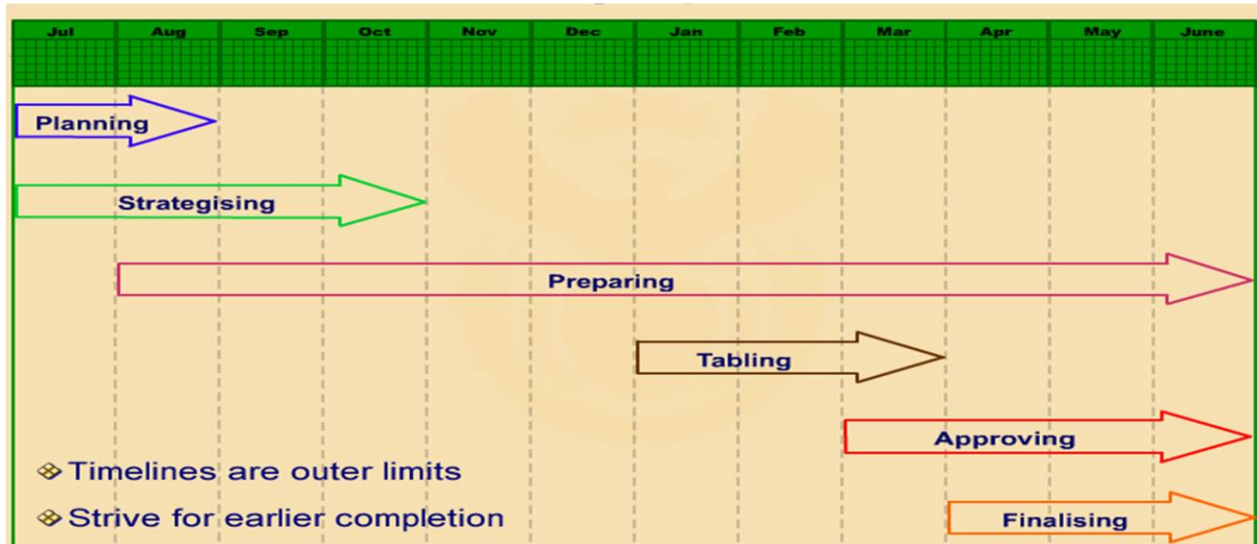 Jul Aug Sep Oct Nov Dec Jan Feb Mar Apr May June
Planning
Strategising
Preparing
Tabling
Approving
Timelines are outer limits
Strive for earlier completion
Finalising